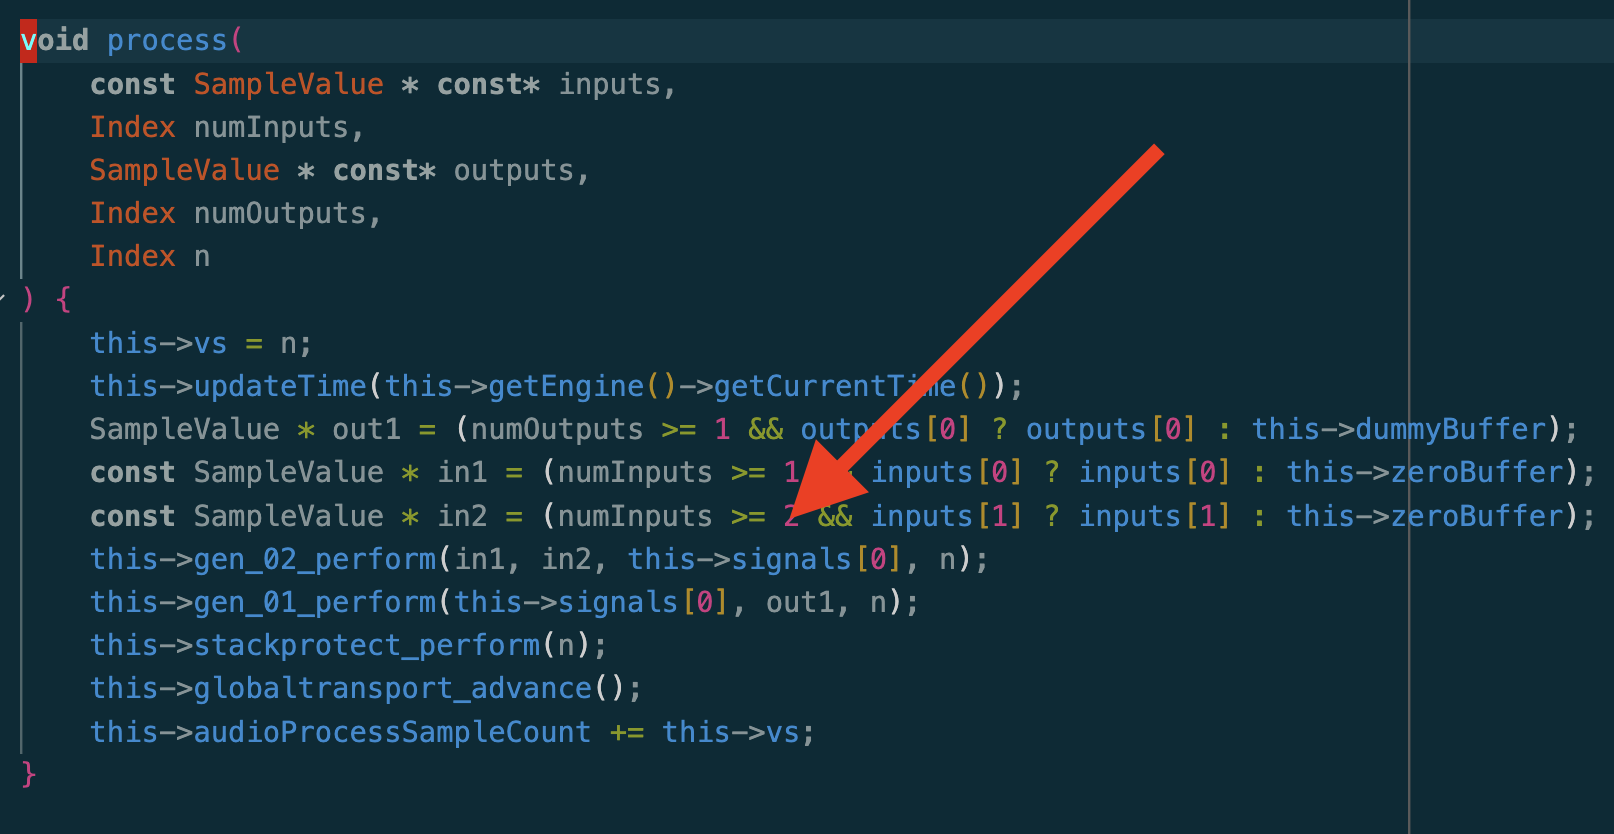 void process(
    const SampleValue * const* inputs,
    Index numInputs,
    SampleValue * const* outputs,
    Index numOutputs,
    Index n
) {
    this->vs = n;
    this->updateTime(this->getEngine()->getCurrentTime());
    SampleValue * out1 = (numOutputs >= 1 && outputs[0] ? outputs[0] : this->dummyBuffer);
    const SampleValue * in1 = (numInputs >= 1 inputs[0] ? inputs[0] : this->zeroBuffer);
    const SampleValue * in2 = (numInputs >= 2 && inputs[1] ? inputs[1] : this->zeroBuffer);
    this->gen_02_perform(in1, in2, this->signals[0], n);
    this->gen_01_perform(this->signals[0], out1, n);
    this->stackprotect_perform(n);
    this->globaltransport_advance();
    this->audioProcessSampleCount += this->vs;
}